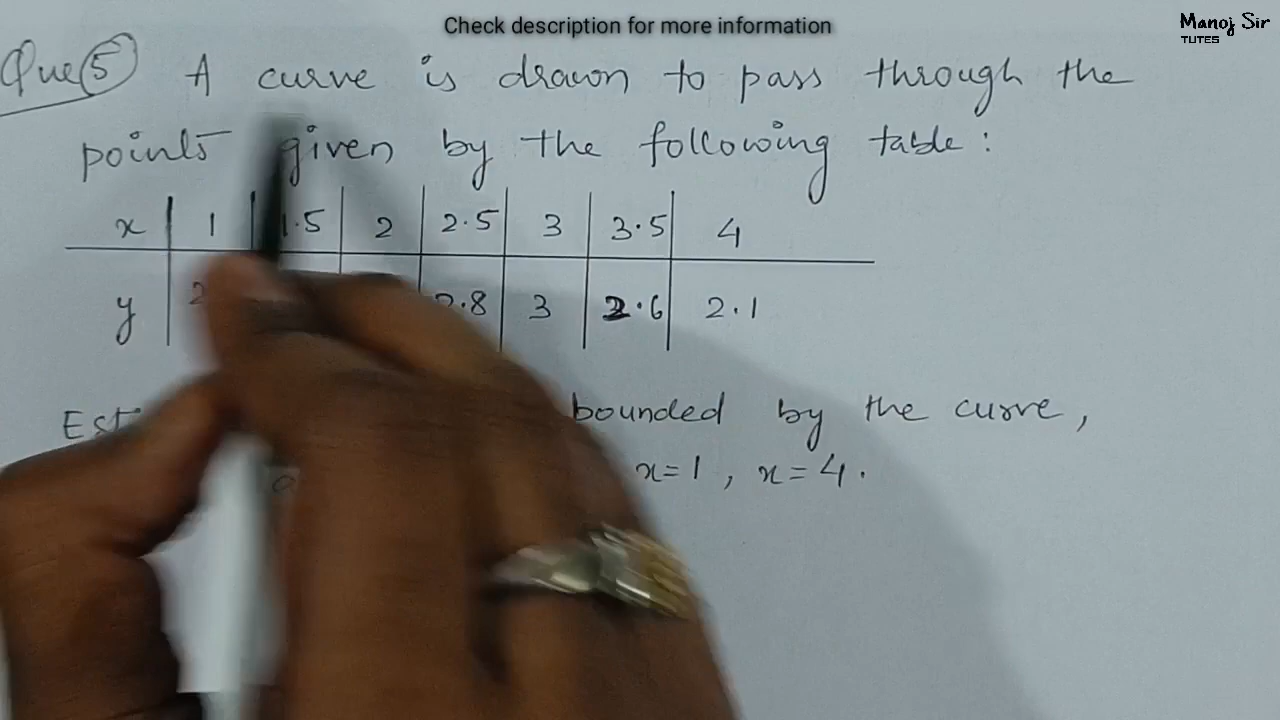 Check description for more information
Manoj Sir
TUTES
Que 5 A curve is drawn to pass through the
points given by the following table:
x 1 1.5 2 2.5 3 3.5 4
y 2 2.8 3 2.6 2.1
bounded by the curve,
x=1, x=4.